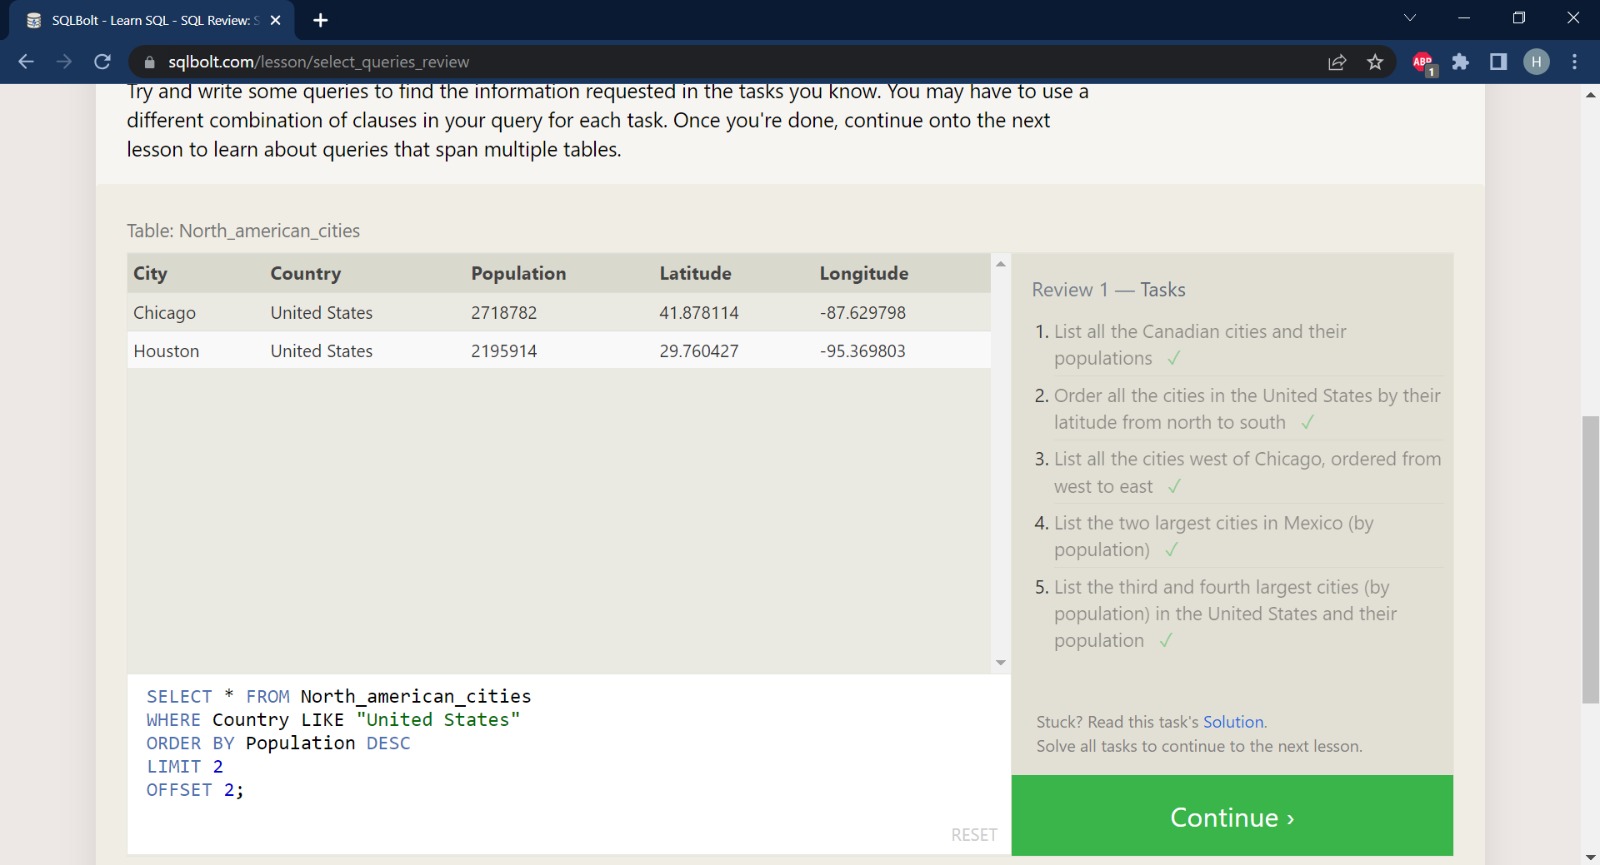 SQLBolt - Learn SQL - SQL Review: S
sqlbolt.com/lesson/select_queries_review
ABP
1
H
Try and write some queries to find the information requested in the tasks you know. You may have to use a
different combination of clauses in your query for each task. Once you're done, continue onto the next
lesson to learn about queries that span multiple tables.
Table: North_american_cities
City Country Population Latitude Longitude
Chicago United States 2718782 41.878114 -87.629798
Houston United States 2195914 29.760427 -95.369803
SELECT * FROM North_american_cities
WHERE Country LIKE "United States"
ORDER BY Population DESC
LIMIT 2
OFFSET 2;
RESET
Review 1 — Tasks
1. List all the Canadian cities and their
populations ✓
2. Order all the cities in the United States by their
latitude from north to south ✓
3. List all the cities west of Chicago, ordered from
west to east ✓
4. List the two largest cities in Mexico (by
population) ✓
5. List the third and fourth largest cities (by
population) in the United States and their
population ✓
Stuck? Read this task's Solution.
Solve all tasks to continue to the next lesson.
Continue ›